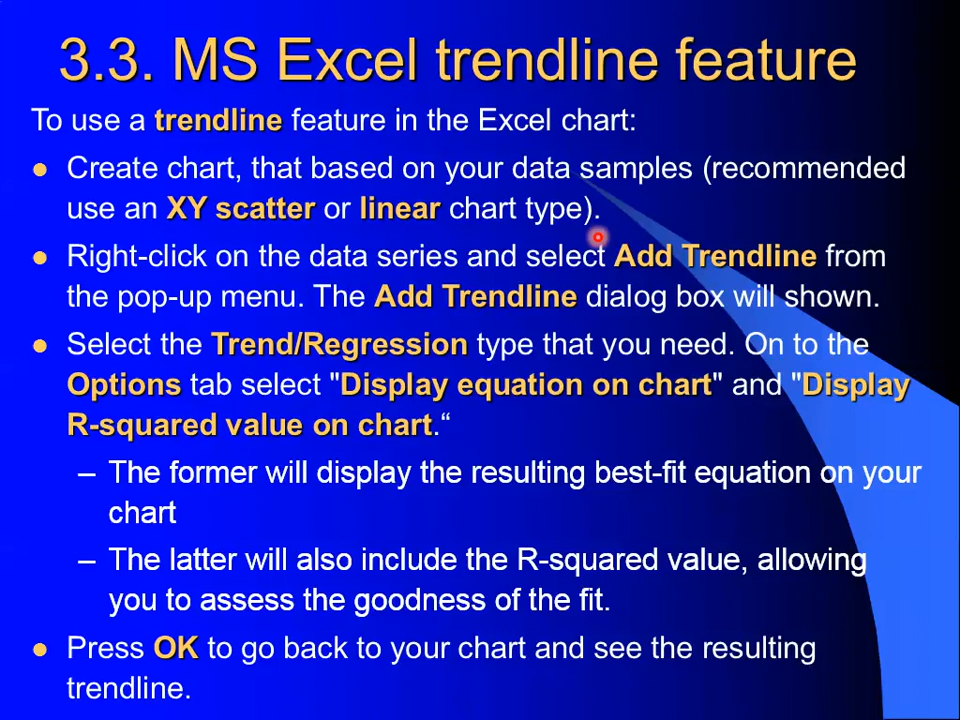 3.3. MS Excel trendline feature
To use a trendline feature in the Excel chart:
● Create chart, that based on your data samples (recommended
use an XY scatter or linear chart type).
● Right-click on the data series and select Add Trendline from
the pop-up menu. The Add Trendline dialog box will shown.
● Select the Trend/Regression type that you need. On to the
Options tab select "Display equation on chart" and "Display
R-squared value on chart.“
– The former will display the resulting best-fit equation on your
chart
– The latter will also include the R-squared value, allowing
you to assess the goodness of the fit.
● Press OK to go back to your chart and see the resulting
trendline.